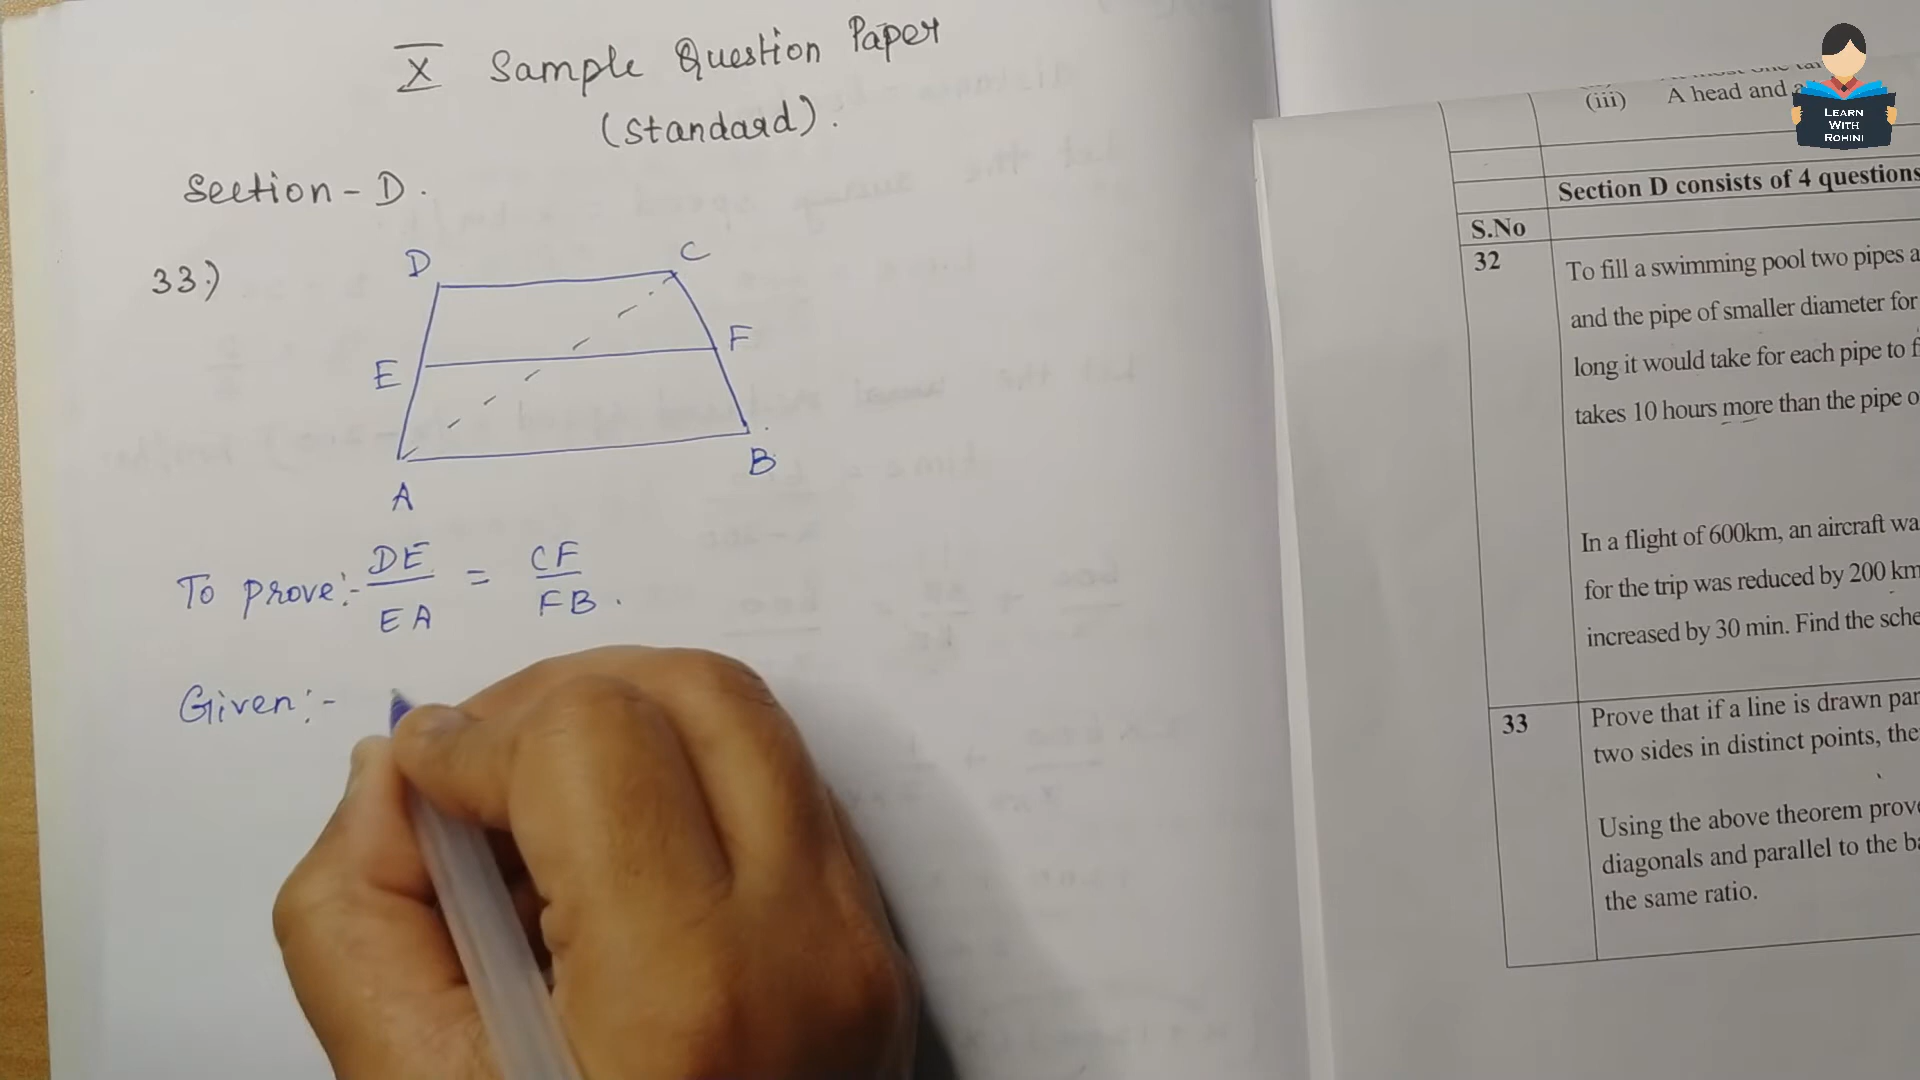 X Sample Question Paper
(Standard).
Section - D.
33.)
D
C
E
F
A
B
To prove:- DE/EA = CF/FB.
Given:-
(iii) A head and
LEARN
WITH
ROHINI
Section D consists of 4 questions
S.No
32
To fill a swimming pool two pipes a
and the pipe of smaller diameter for
long it would take for each pipe to f
takes 10 hours more than the pipe o
In a flight of 600km, an aircraft wa
for the trip was reduced by 200 km
increased by 30 min. Find the sche
33
Prove that if a line is drawn par
two sides in distinct points, the
Using the above theorem prove
diagonals and parallel to the ba
the same ratio.